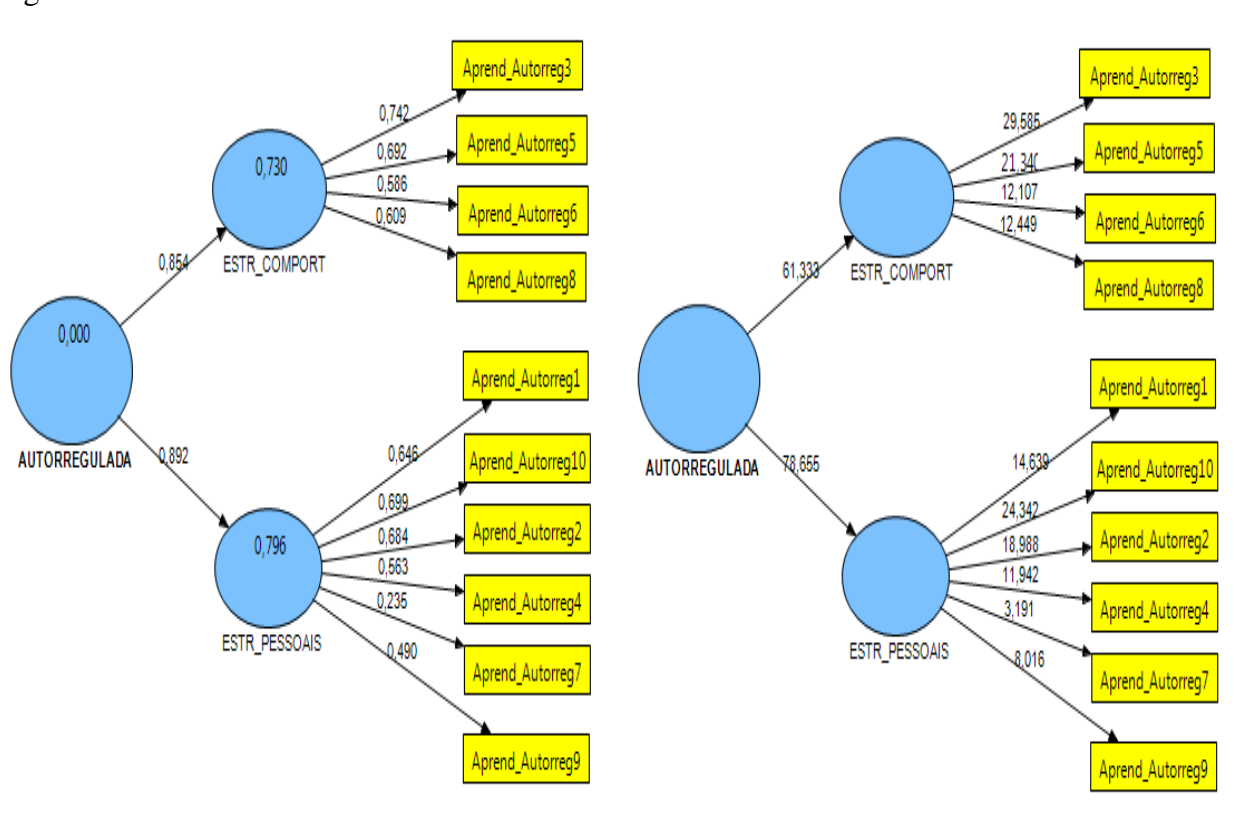 Aprend_Autorreg3
0,742
Aprend_Autorreg5
0,692
0,730
0,586
Aprend_Autorreg6
0,609
ESTR_COMPORT
0,854
Aprend_Autorreg8
0,000
AUTORREGULADA
Aprend_Autorreg1
0,892
0,646
Aprend_Autorreg10
0,699
0,684
Aprend_Autorreg2
0,796
0,563
0,235
Aprend_Autorreg4
ESTR_PESSOAIS
0,490
Aprend_Autorreg7
Aprend_Autorreg9
Aprend_Autorreg3
29,585
Aprend_Autorreg5
21,340
12,107
Aprend_Autorreg6
12,449
ESTR_COMPORT
61,333
Aprend_Autorreg8
AUTORREGULADA
Aprend_Autorreg1
78,655
14,639
Aprend_Autorreg10
24,342
18,988
Aprend_Autorreg2
11,942
3,191
Aprend_Autorreg4
ESTR_PESSOAIS
8,016
Aprend_Autorreg7
Aprend_Autorreg9